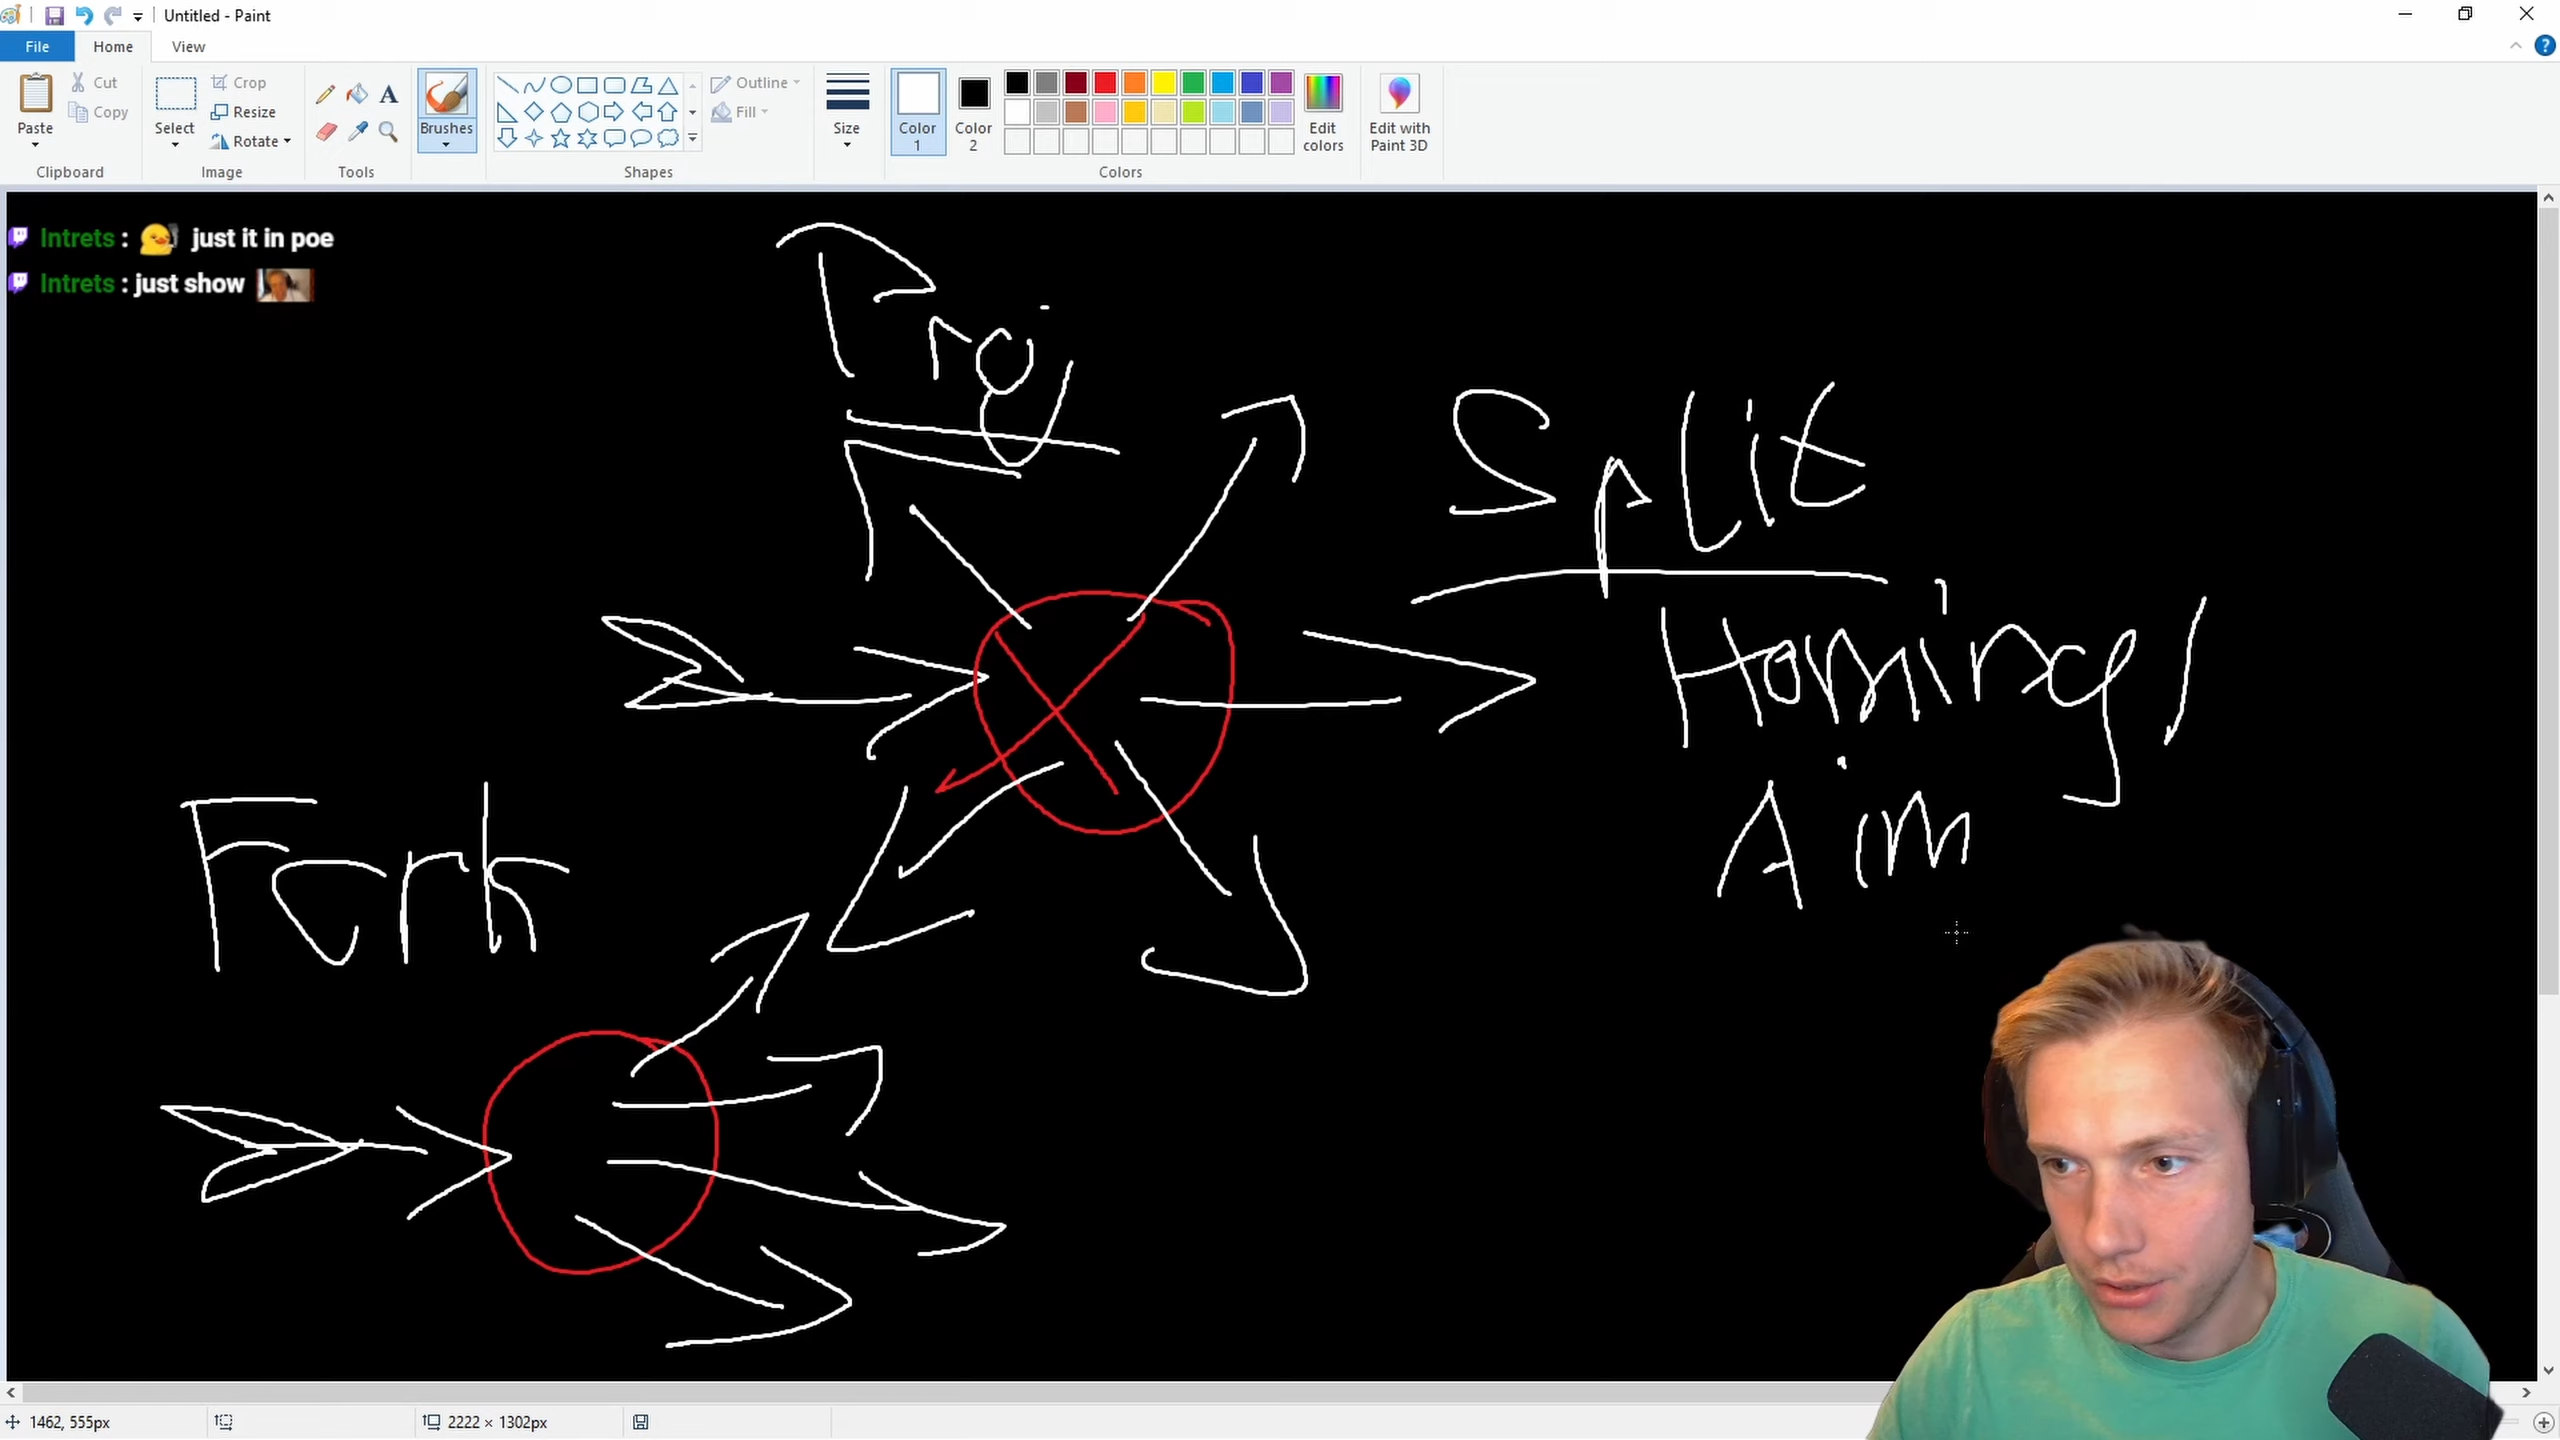 Untitled - Paint
File Home View
Paste
Cut
Copy
Clipboard
Select
Crop
Resize
Rotate
Image
Tools
Brushes
Shapes
Outline
Fill
Size
Color 1
Color 2
Colors
Edit colors
Edit with Paint 3D
Intrets : just it in poe
Intrets : just show
Proj
Split
Homing /
Aim
Fork
1462, 555px
2222 × 1302px